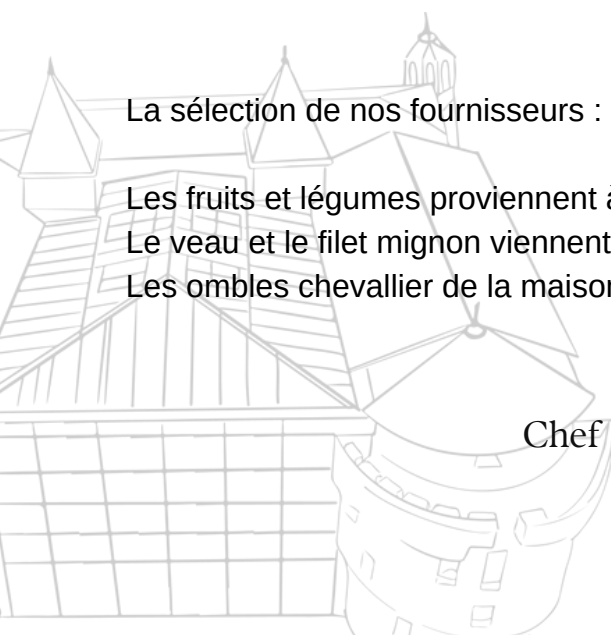 La sélection de nos fournisseurs :
Les fruits et légumes proviennent à
Le veau et le filet mignon viennent
Les ombles chevallier de la maison
Chef